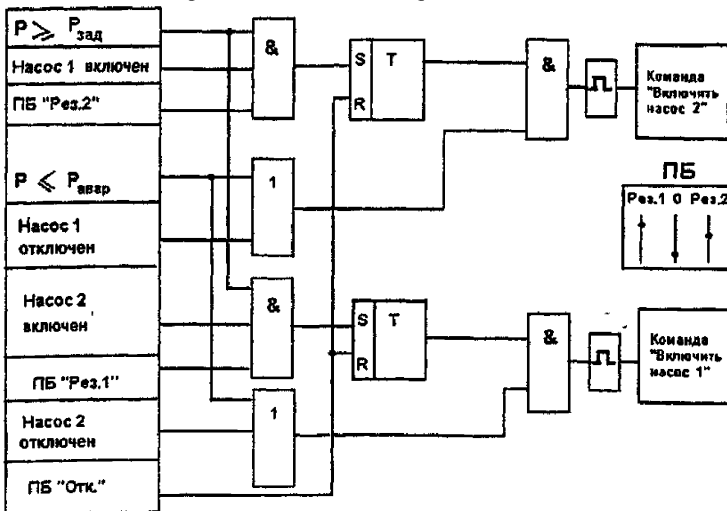 P ⩾ Pзад
Насос 1 включен
ПБ "Рез.2"
P ⩽ Pавар
Насос 1
отключен
Насос 2
включен
ПБ "Рез.1"
Насос 2
отключен
ПБ "Отк."
&
1
&
1
S T
R
S T
R
&
&
Команда
"Включить
насос 2"
ПБ
Рез.1 0 Рез.2
Команда
"Включить
насос 1"